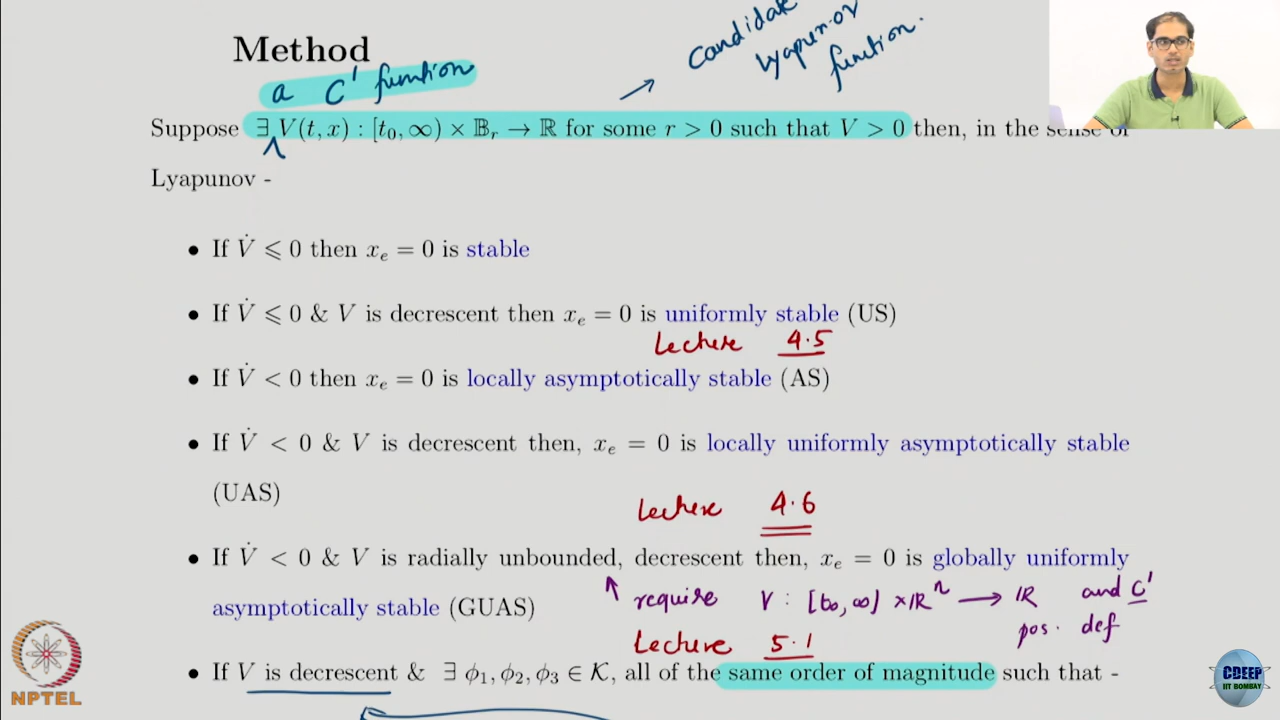 Method
candidat
Lyapunov
function.
a C' function
Suppose ∃ V(t, x) : [t₀, ∞) × 𝔹ᵣ → ℝ for some r > 0 such that V > 0 then, in the sense of
Lyapunov -
• If V̇ ⩽ 0 then xₑ = 0 is stable
• If V̇ ⩽ 0 & V is decrescent then xₑ = 0 is uniformly stable (US)
Lecture 4.5
• If V̇ < 0 then xₑ = 0 is locally asymptotically stable (AS)
• If V̇ < 0 & V is decrescent then, xₑ = 0 is locally uniformly asymptotically stable
(UAS)
Lecture 4.6
• If V̇ < 0 & V is radially unbounded, decrescent then, xₑ = 0 is globally uniformly
asymptotically stable (GUAS)
require V : [t₀, ∞] × ℝⁿ → ℝ and C'
pos. def
Lecture 5.1
• If V is decrescent & ∃ ϕ₁, ϕ₂, ϕ₃ ∈ 𝒦, all of the same order of magnitude such that -
NPTEL
CDEEP
IIT BOMBAY